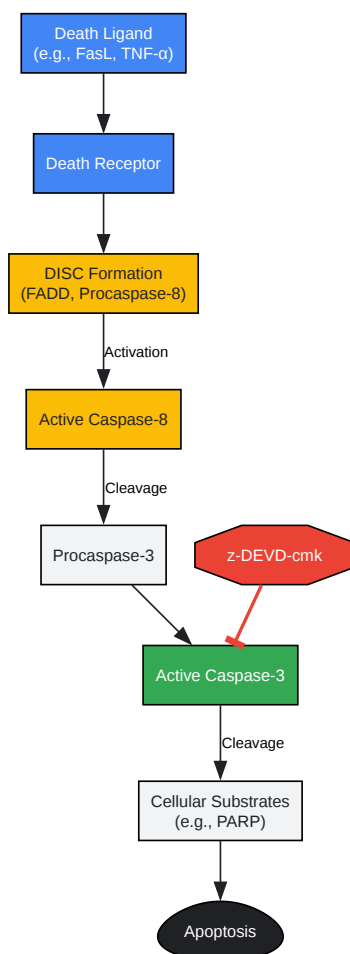 Death Ligand
(e.g., FasL, TNF-α)
Death Receptor
DISC Formation
(FADD, Procaspase-8)
Activation
Active Caspase-8
Cleavage
Procaspase-3
z-DEVD-cmk
Active Caspase-3
Cleavage
Cellular Substrates
(e.g., PARP)
Apoptosis